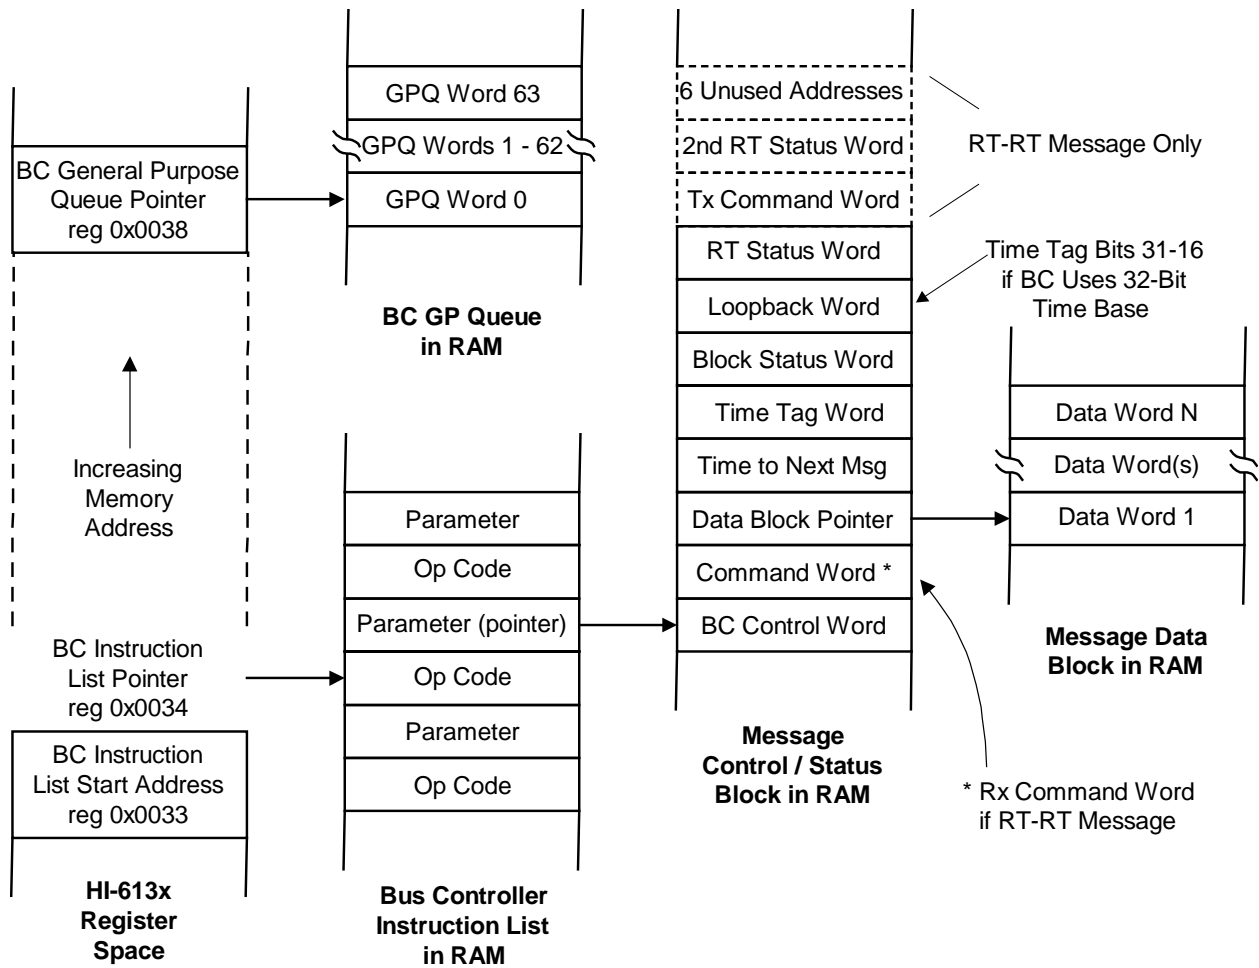 BC General Purpose
Queue Pointer
reg 0x0038
Increasing
Memory
Address
BC Instruction
List Pointer
reg 0x0034
BC Instruction
List Start Address
reg 0x0033
HI-613x
Register
Space
GPQ Word 63
GPQ Words 1 - 62
GPQ Word 0
BC GP Queue
in RAM
Parameter
Op Code
Parameter (pointer)
Op Code
Parameter
Op Code
Bus Controller
Instruction List
in RAM
6 Unused Addresses
2nd RT Status Word
Tx Command Word
RT Status Word
Loopback Word
Block Status Word
Time Tag Word
Time to Next Msg
Data Block Pointer
Command Word *
BC Control Word
Message
Control / Status
Block in RAM
RT-RT Message Only
Time Tag Bits 31-16
if BC Uses 32-Bit
Time Base
Data Word N
Data Word(s)
Data Word 1
Message Data
Block in RAM
* Rx Command Word
if RT-RT Message